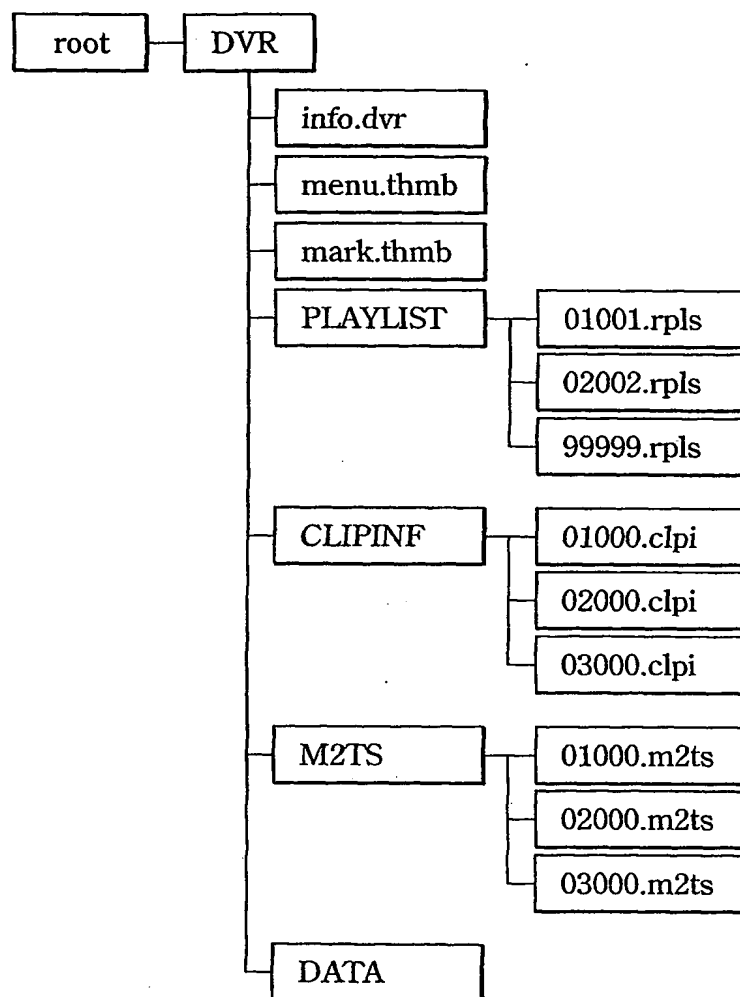 root DVR
info.dvr
menu.thmb
mark.thmb
PLAYLIST 01001.rpls
02002.rpls
99999.rpls
CLIPINF 01000.clpi
02000.clpi
03000.clpi
M2TS 01000.m2ts
02000.m2ts
03000.m2ts
DATA